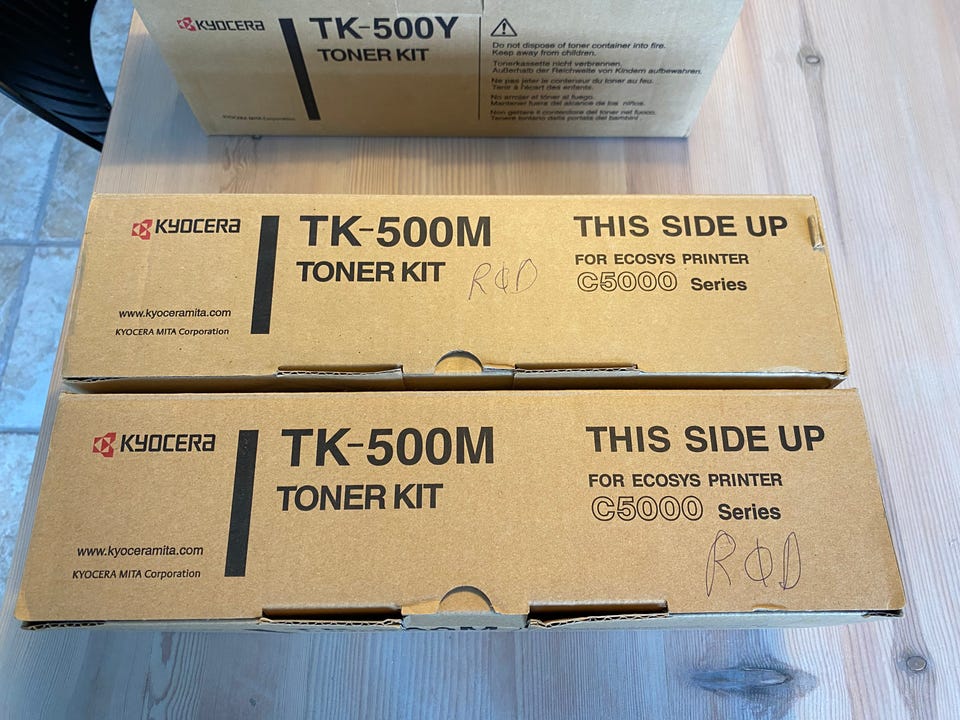 KYOCERA
TK-500Y
TONER KIT
KYOCERA MITA Corporation
Do not dispose of toner container into fire.
Keep away from children.
Tonerkassette nicht verbrennen.
Außerhalb der Reichweite von Kindern aufbewahren.
Ne pas jeter le conteneur du toner au feu.
Tenir à l'écart des enfants.
No arrojar el tóner al fuego.
Mantener fuera del alcance de los niños.
Non gettare il contenitore del toner nel fuoco.
Tenere lontano dalla portata dei bambini.
KYOCERA
TK-500M
TONER KIT
RØD
THIS SIDE UP
FOR ECOSYS PRINTER
C5000 Series
www.kyoceramita.com
KYOCERA MITA Corporation
KYOCERA
TK-500M
TONER KIT
THIS SIDE UP
FOR ECOSYS PRINTER
C5000 Series
RØD
www.kyoceramita.com
KYOCERA MITA Corporation